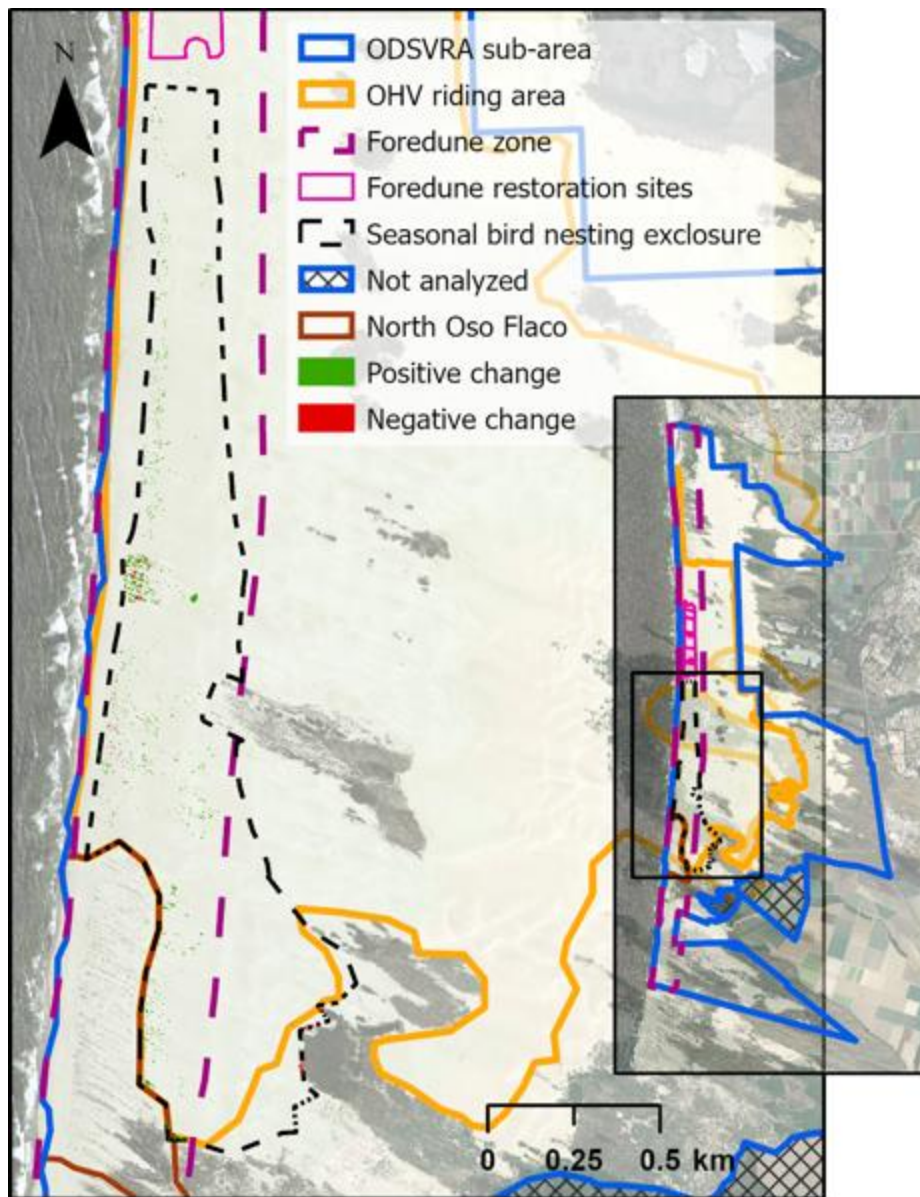 N
ODSVRA sub-area
OHV riding area
Foredune zone
Foredune restoration sites
Seasonal bird nesting exclosure
Not analyzed
North Oso Flaco
Positive change
Negative change
0 0.25 0.5 km